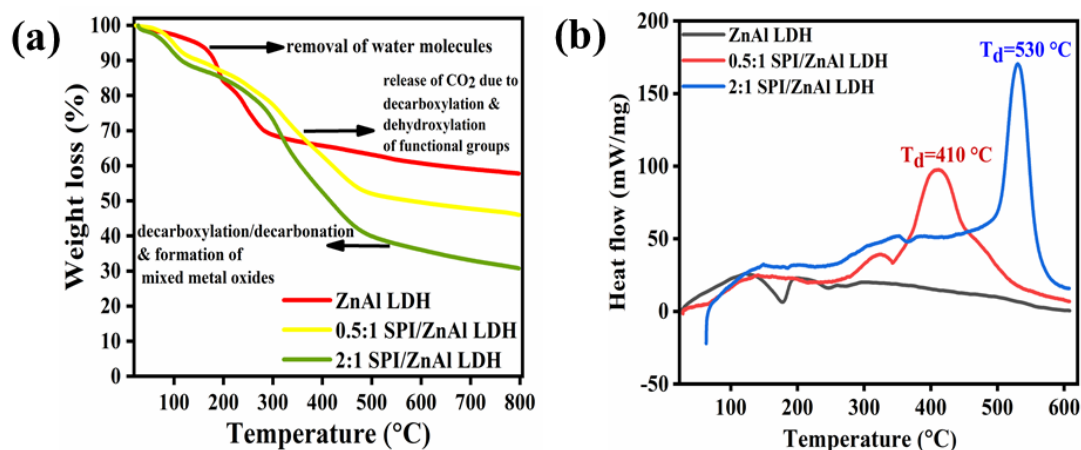 (a)
Weight loss (%)
100
90
80
70
60
50
40
30
20
10
0
removal of water molecules
release of CO2 due to
decarboxylation &
dehydroxylation
of functional groups
decarboxylation/decarbonation
& formation of
mixed metal oxides
ZnAl LDH
0.5:1 SPI/ZnAl LDH
2:1 SPI/ZnAl LDH
100 200 300 400 500 600 700 800
Temperature (°C)
(b)
Heat flow (mW/mg)
200
150
100
50
0
-50
ZnAl LDH
0.5:1 SPI/ZnAl LDH
2:1 SPI/ZnAl LDH
Td=530 °C
Td=410 °C
100 200 300 400 500 600
Temperature (°C)